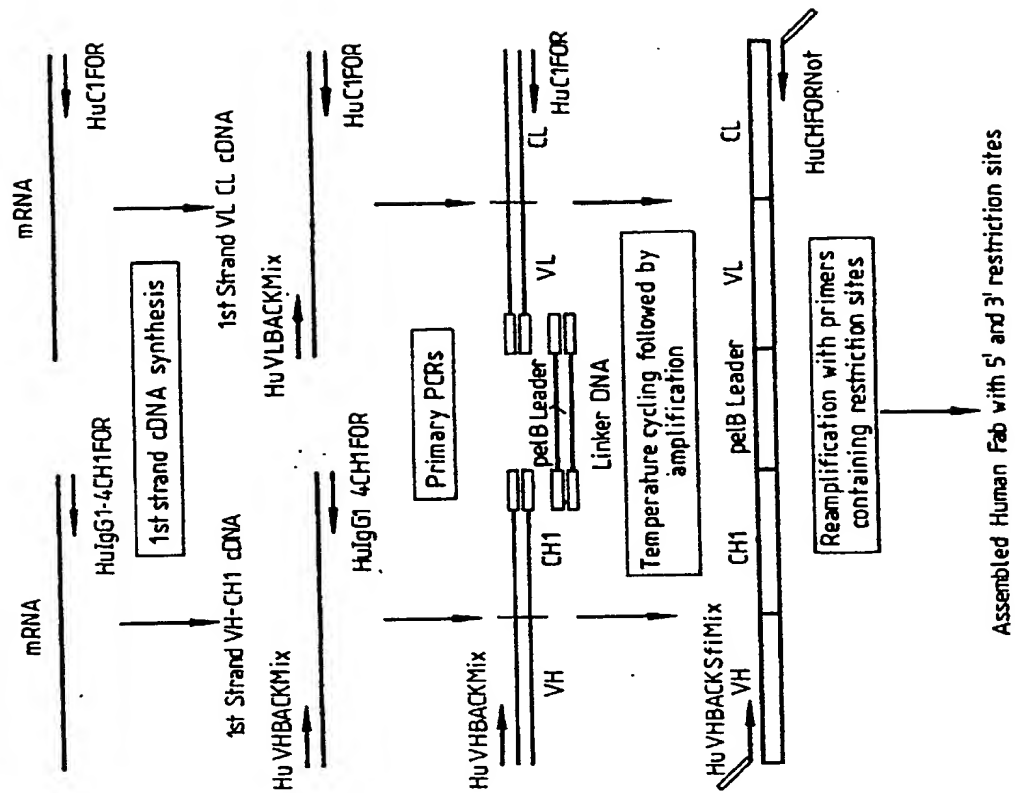 mRNA
mRNA
HuIgG1-4CH1FOR
HuC1FOR
1st strand cDNA synthesis
1st Strand VH-CH1 cDNA
1st Strand VL CL cDNA
Hu VHBACKMix
Hu VLBACKMix
HuIgG1 4CH1FOR
HuC1FOR
Primary PCRs
Hu VHBACKMix
pelB Leader
VH
CH1
VL
CL
HuC1FOR
Linker DNA
Temperature cycling followed by
amplification
Hu VHBACKSfiMix
VH
CH1
pelB Leader
VL
CL
HuCHFORNot
Reamplification with primers
containing restriction sites
Assembled Human Fab with 5' and 3' restriction sites